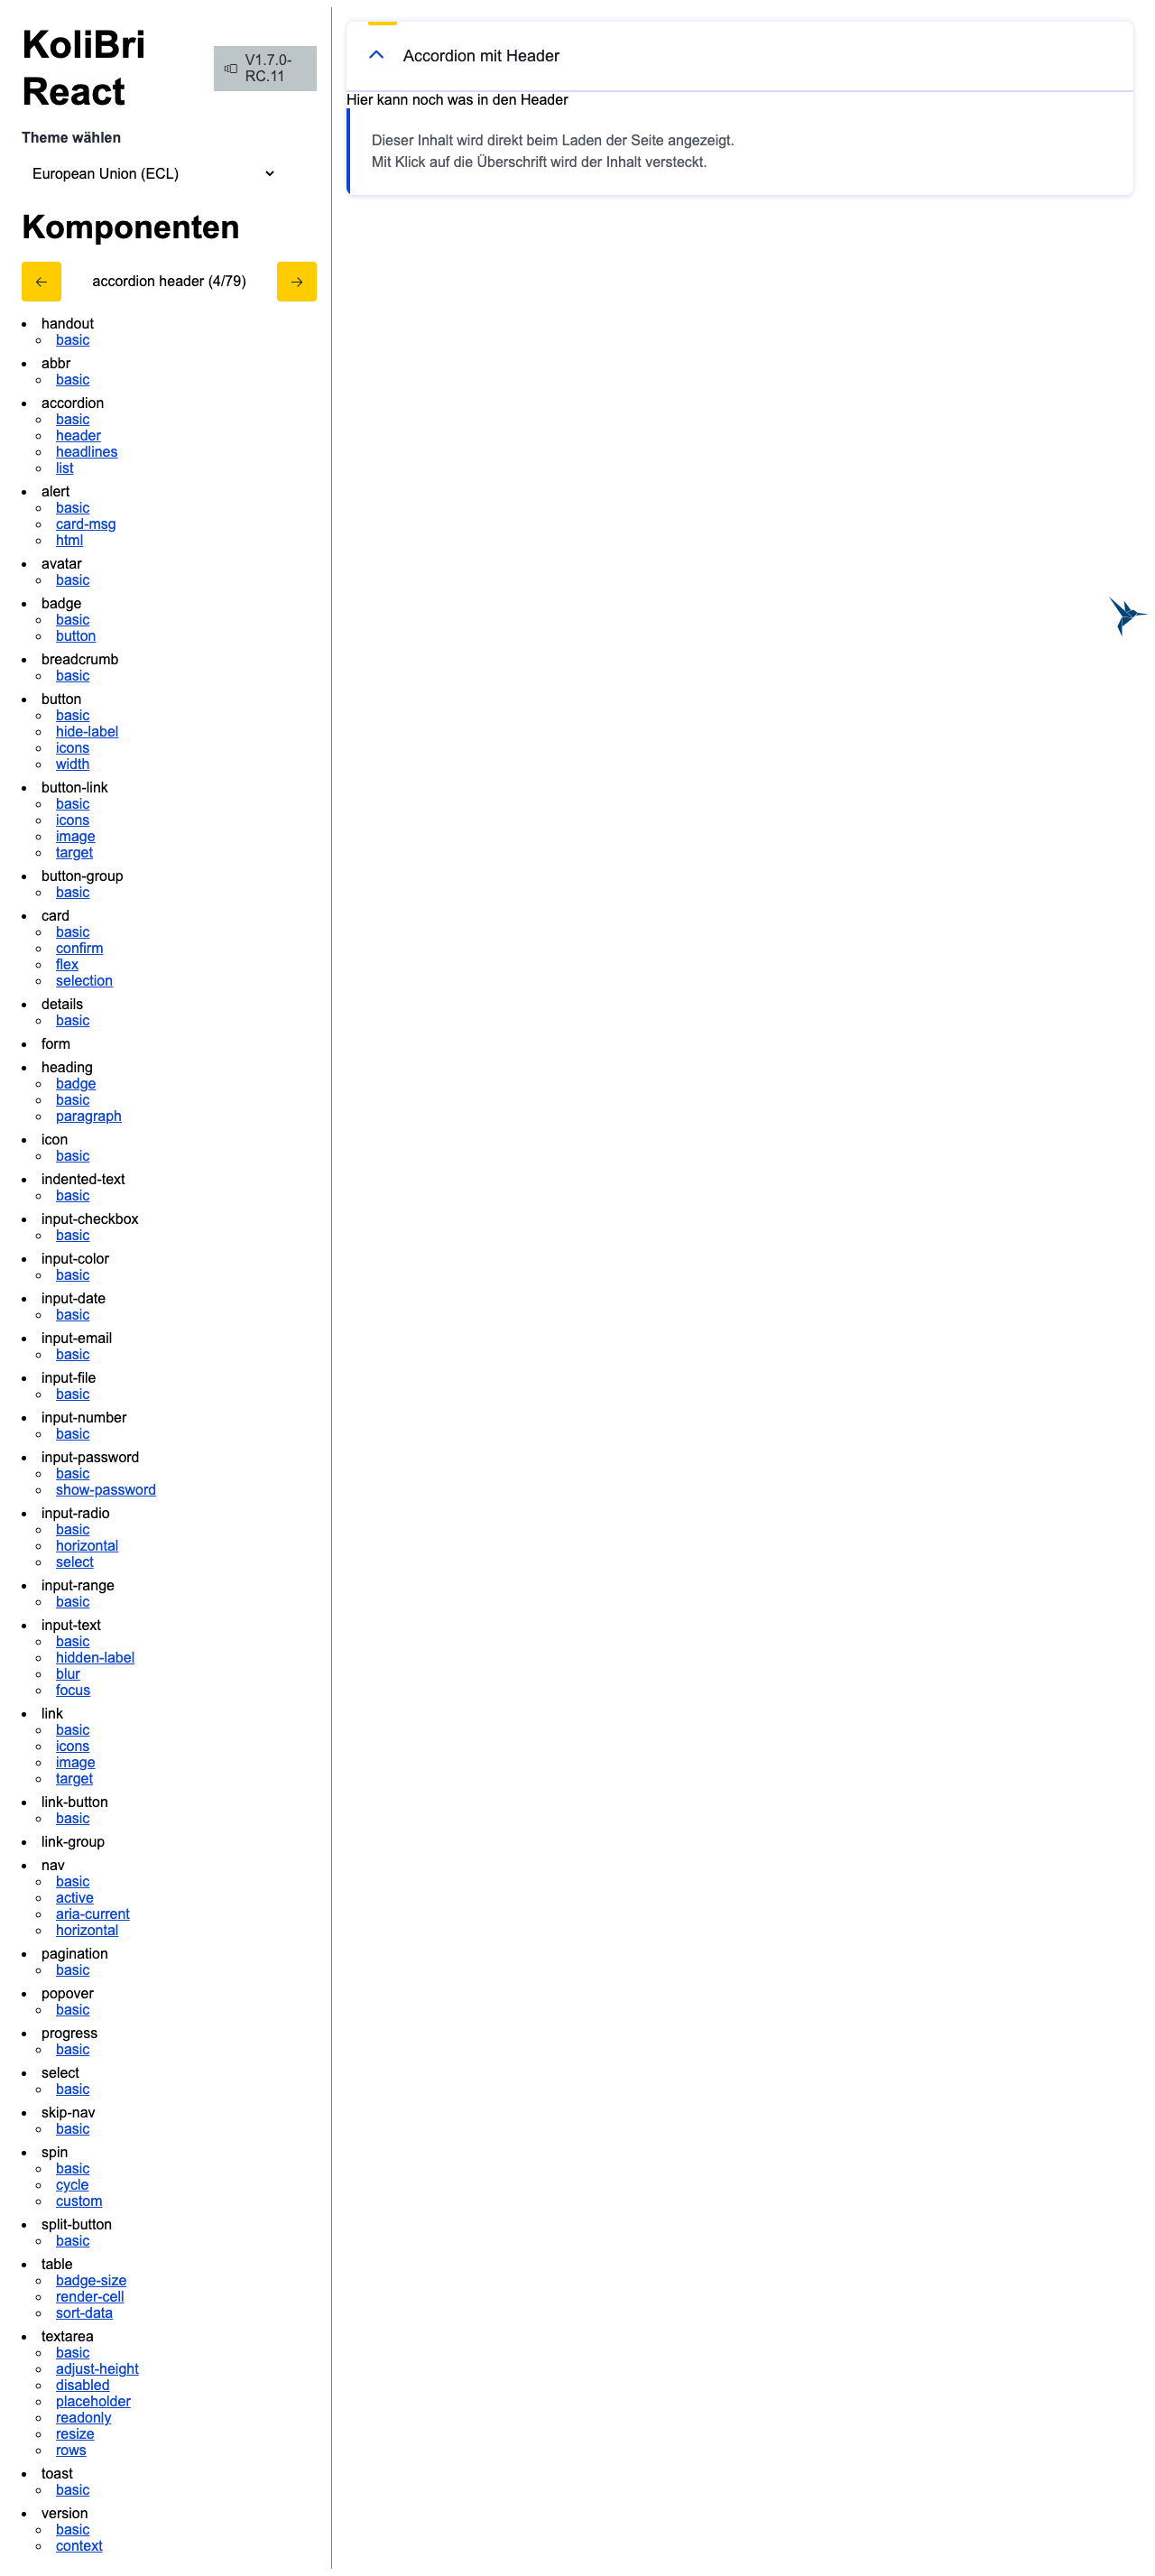 KoliBri
React
V1.7.0-
RC.11
Theme wählen
European Union (ECL)
Komponenten
accordion header (4/79)
handout
basic
abbr
basic
accordion
basic
header
headlines
list
alert
basic
card-msg
html
avatar
basic
badge
basic
button
breadcrumb
basic
button
basic
hide-label
icons
width
button-link
basic
icons
image
target
button-group
basic
card
basic
confirm
flex
selection
details
basic
form
heading
badge
basic
paragraph
icon
basic
indented-text
basic
input-checkbox
basic
input-color
basic
input-date
basic
input-email
basic
input-file
basic
input-number
basic
input-password
basic
show-password
input-radio
basic
horizontal
select
input-range
basic
input-text
basic
hidden-label
blur
focus
link
basic
icons
image
target
link-button
basic
link-group
nav
basic
active
aria-current
horizontal
pagination
basic
popover
basic
progress
basic
select
basic
skip-nav
basic
spin
basic
cycle
custom
split-button
basic
table
badge-size
render-cell
sort-data
textarea
basic
adjust-height
disabled
placeholder
readonly
resize
rows
toast
basic
version
basic
context
Accordion mit Header
Hier kann noch was in den Header
Dieser Inhalt wird direkt beim Laden der Seite angezeigt.
Mit Klick auf die Überschrift wird der Inhalt versteckt.